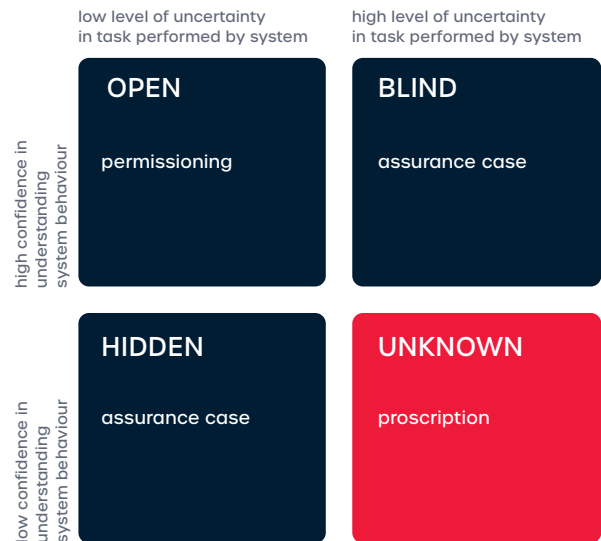 low level of uncertainty
in task performed by system
high level of uncertainty
in task performed by system
high confidence in
understanding
system behaviour
OPEN
permissioning
BLIND
assurance case
low confidence in
understanding
system behaviour
HIDDEN
assurance case
UNKNOWN
proscription